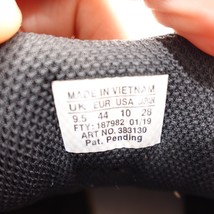 MADE IN VIETNAM
UK EUR USA
9.5 44 10 28
FTY: 187982 01/19
ART NO. 383130
Pat. Pending